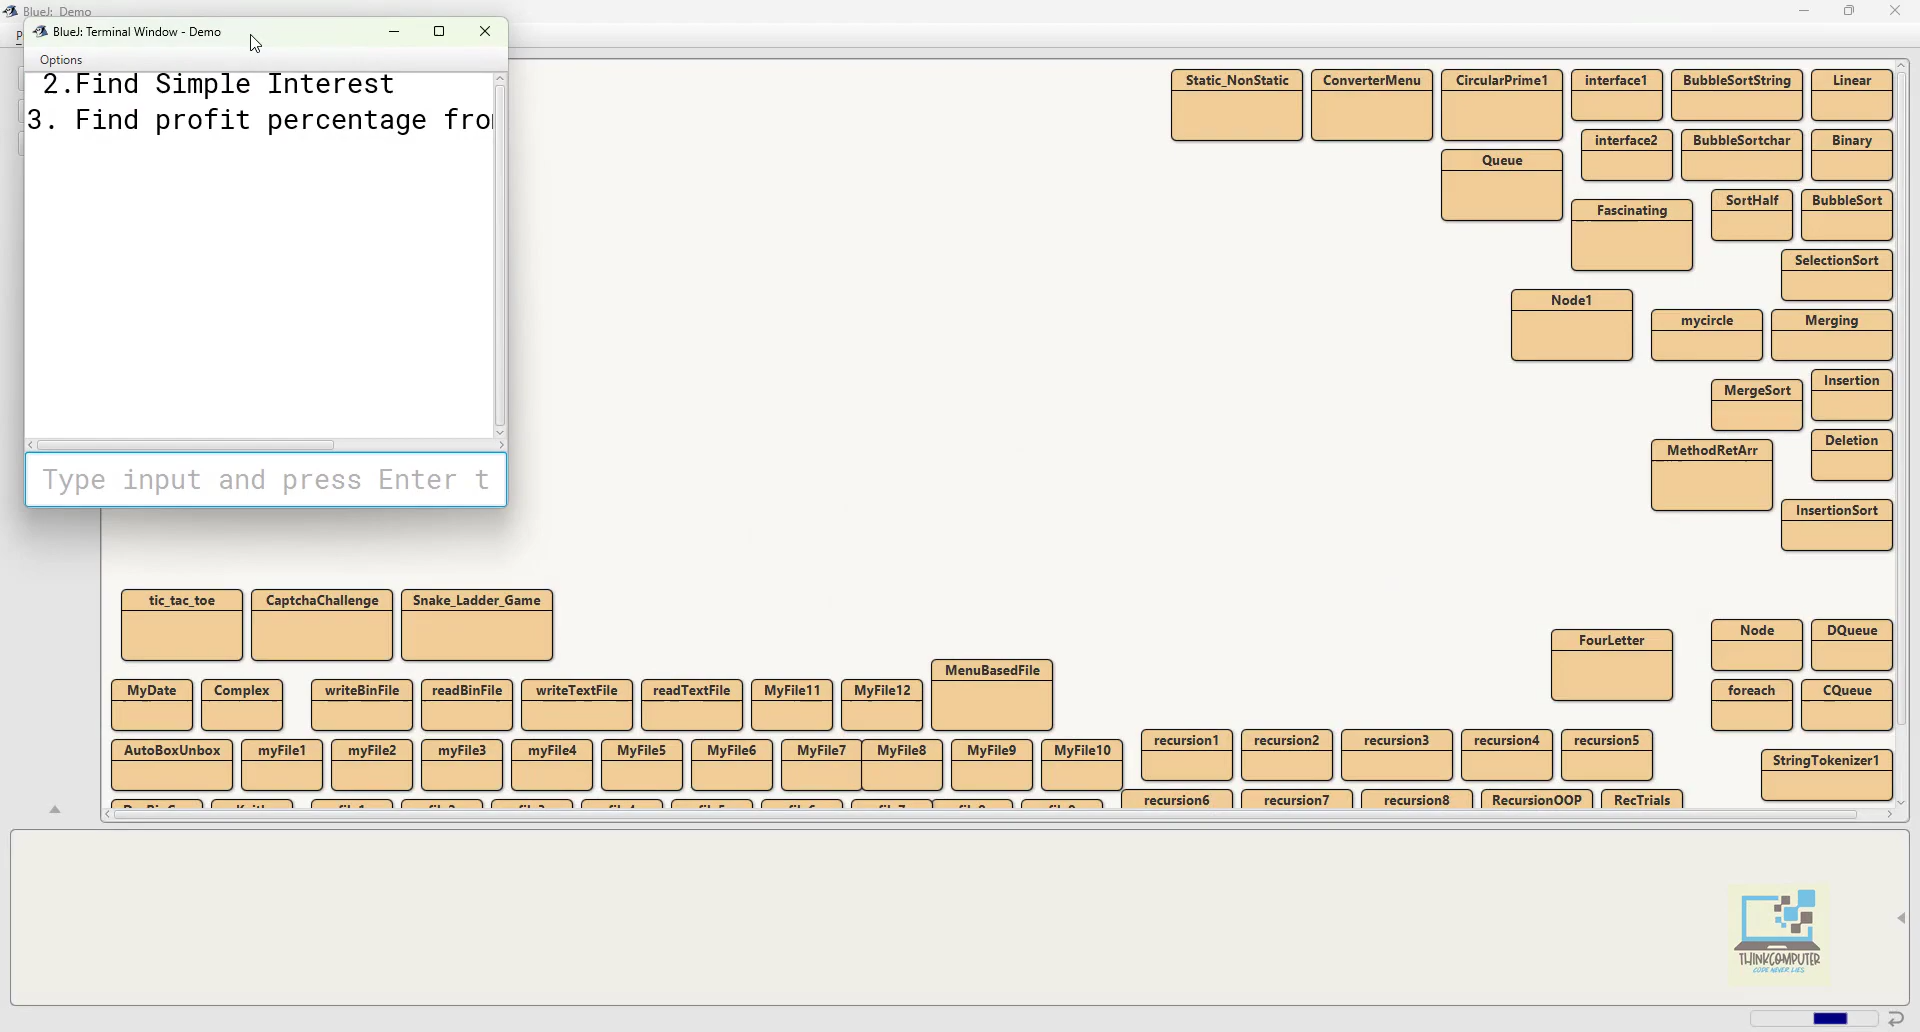 BlueJ: Demo
BlueJ: Terminal Window - Demo
Options
2.Find Simple Interest
3. Find profit percentage from
Type input and press Enter t
Static_NonStatic
ConverterMenu
CircularPrime1
interface1
BubbleSortString
Linear
interface2
BubbleSortchar
Binary
Queue
SortHalf
BubbleSort
Fascinating
SelectionSort
Node1
mycircle
Merging
MergeSort
Insertion
MethodRetArr
Deletion
InsertionSort
tic_tac_toe
CaptchaChallenge
Snake_Ladder_Game
FourLetter
Node
DQueue
MenuBasedFile
MyDate
Complex
writeBinFile
readBinFile
writeTextFile
readTextFile
MyFile11
MyFile12
foreach
CQueue
AutoBoxUnbox
myFile1
myFile2
myFile3
myFile4
MyFile5
MyFile6
MyFile7
MyFile8
MyFile9
MyFile10
recursion1
recursion2
recursion3
recursion4
recursion5
StringTokenizer1
recursion6
recursion7
recursion8
RecursionOOP
RecTrials
THINKCOMPUTER
CODE NEVER LIES